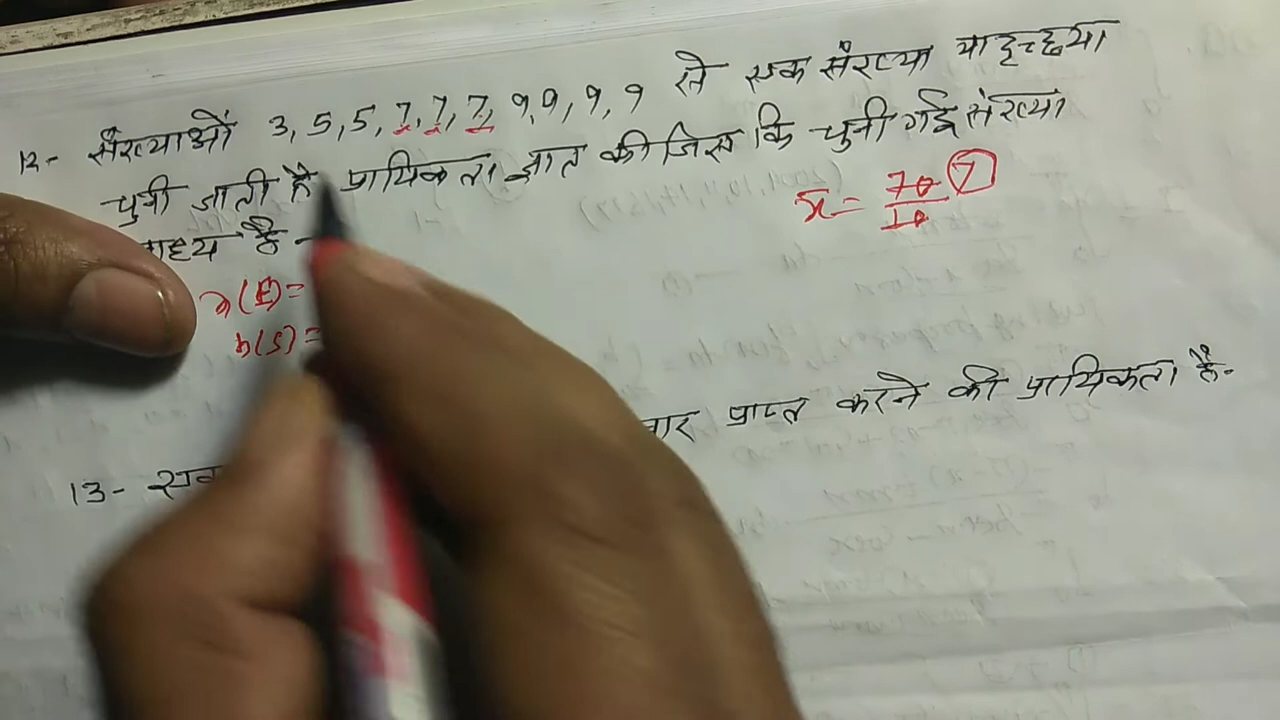 12- संख्याओं 3, 5, 5, 7, 7, 7, 9, 9, 9, 9 से एक संख्या यादृच्छया
चुनी जाती है। प्रायिकता ज्ञात कीजिए कि चुनी गई संख्या
माध्य है -
x̄ = 70/10 7
n(E)=
n(S)=
13- बार प्राप्त करने की प्रायिकता है-